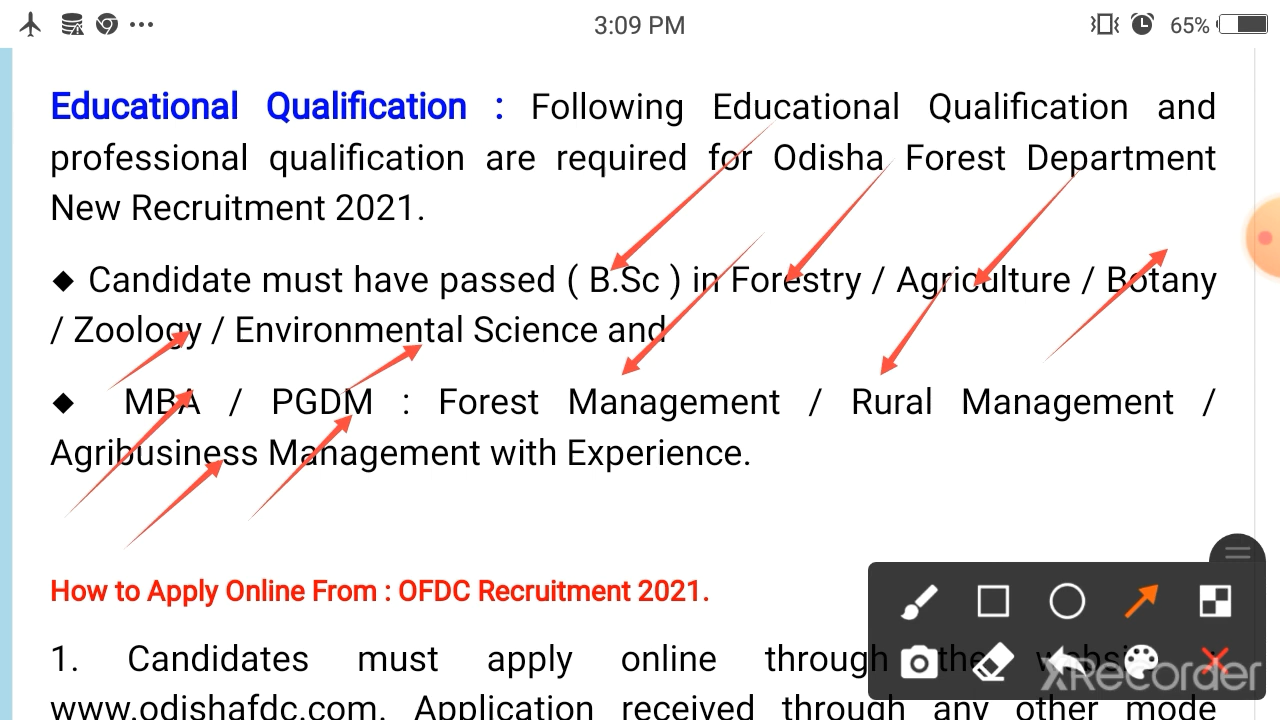 3:09 PM
65%
Educational Qualification : Following Educational Qualification and
professional qualification are required for Odisha Forest Department
New Recruitment 2021.
◆ Candidate must have passed ( B.Sc ) in Forestry / Agriculture / Botany
/ Zoology / Environmental Science and
◆ MBA / PGDM : Forest Management / Rural Management /
Agribusiness Management with Experience.
How to Apply Online From : OFDC Recruitment 2021.
1. Candidates must apply online through the website
www.odishafdc.com. Application received through any other mode
XRecorder